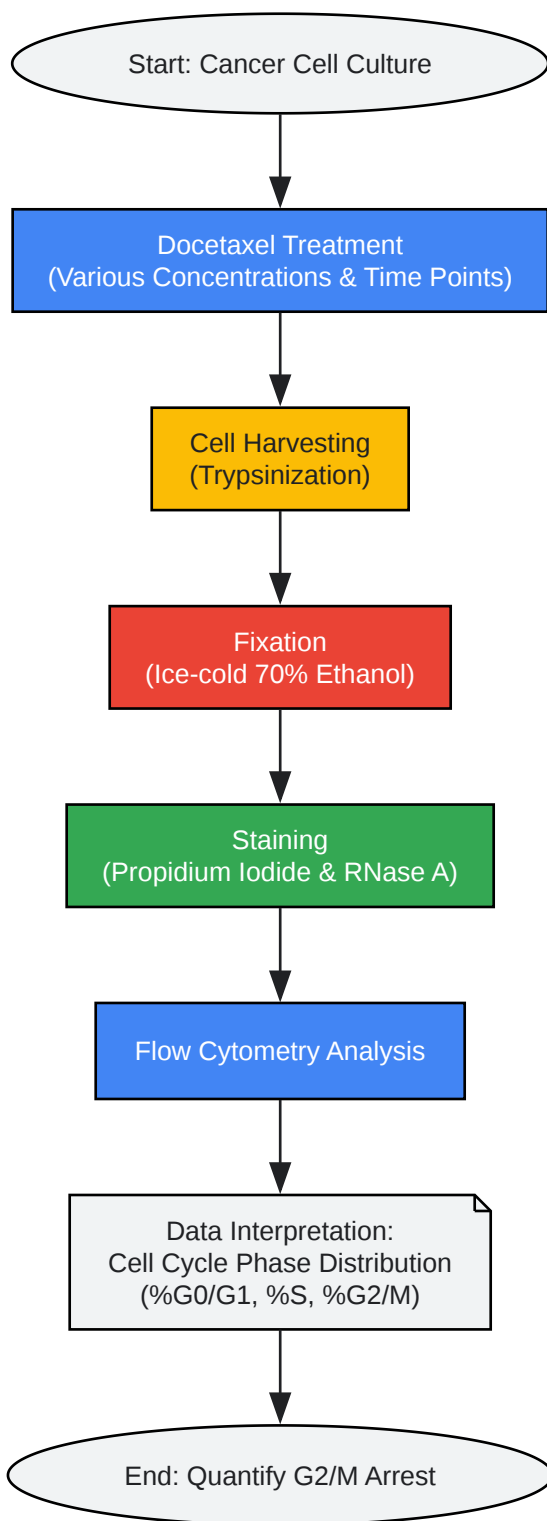 Start: Cancer Cell Culture
Docetaxel Treatment
(Various Concentrations & Time Points)
Cell Harvesting
(Trypsinization)
Fixation
(Ice-cold 70% Ethanol)
Staining
(Propidium Iodide & RNase A)
Flow Cytometry Analysis
Data Interpretation:
Cell Cycle Phase Distribution
(%G0/G1, %S, %G2/M)
End: Quantify G2/M Arrest